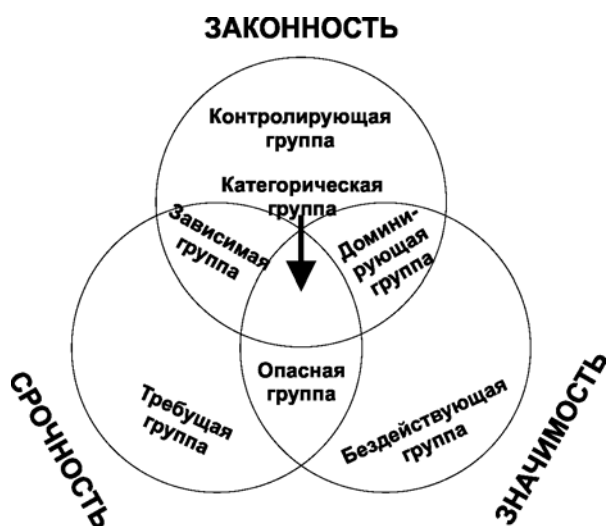 ЗАКОННОСТЬ
Контролирующая
группа
Категорическая
группа
Зависимая
группа
Домини-
рующая
группа
Опасная
группа
Требущая
группа
Бездействующая
группа
СРОЧНОСТЬ
ЗНАЧИМОСТЬ